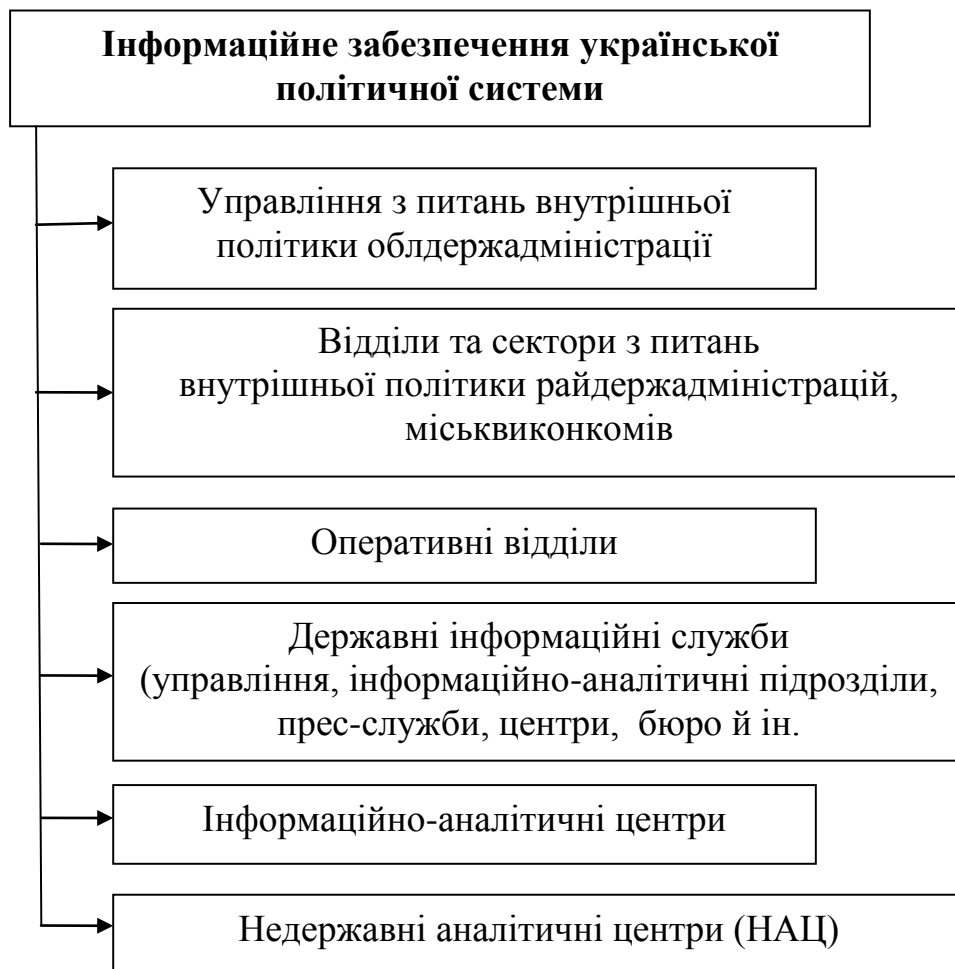 Інформаційне забезпечення української
політичної системи
Управління з питань внутрішньої
політики облдержадміністрації
Відділи та сектори з питань
внутрішньої політики райдержадміністрацій,
міськвиконкомів
Оперативні відділи
Державні інформаційні служби
(управління, інформаційно-аналітичні підрозділи,
прес-служби, центри, бюро й ін.
Інформаційно-аналітичні центри
Недержавні аналітичні центри (НАЦ)